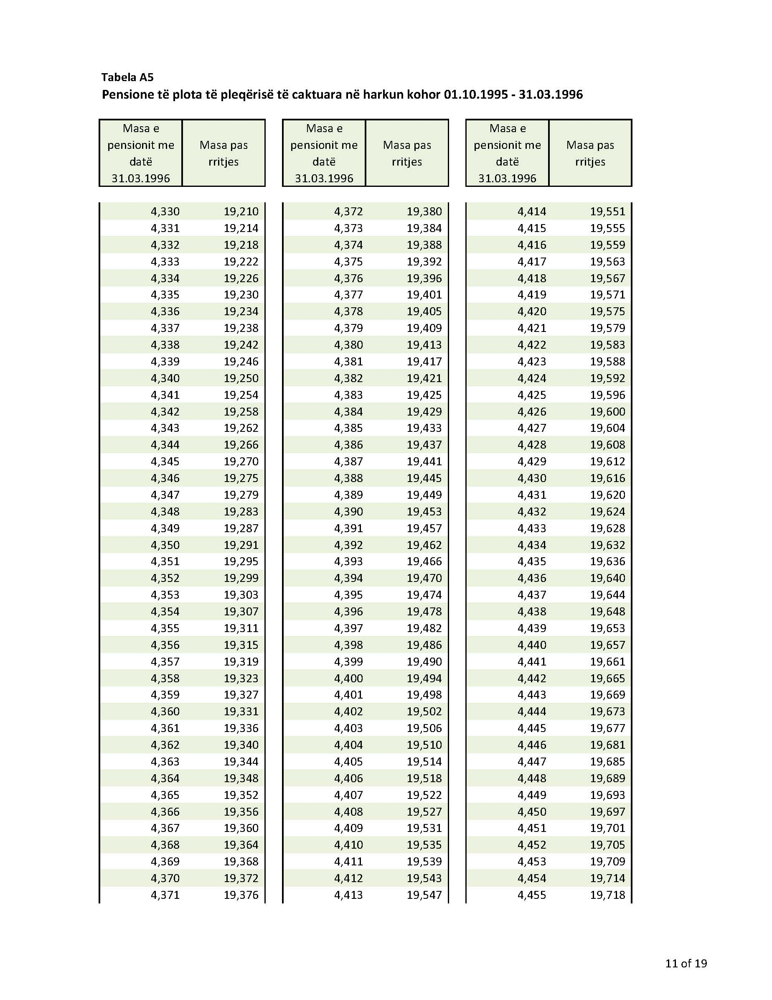 Tabela A5
Pensione të plota të pleqërisë të caktuara në harkun kohor 01.10.1995 - 31.03.1996
Masa e pensionit me datë 31.03.1996 Masa pas rritjes Masa e pensionit me datë 31.03.1996 Masa pas rritjes Masa e pensionit me datë 31.03.1996 Masa pas rritjes
4,330 19,210 4,372 19,380 4,414 19,551
4,331 19,214 4,373 19,384 4,415 19,555
4,332 19,218 4,374 19,388 4,416 19,559
4,333 19,222 4,375 19,392 4,417 19,563
4,334 19,226 4,376 19,396 4,418 19,567
4,335 19,230 4,377 19,401 4,419 19,571
4,336 19,234 4,378 19,405 4,420 19,575
4,337 19,238 4,379 19,409 4,421 19,579
4,338 19,242 4,380 19,413 4,422 19,583
4,339 19,246 4,381 19,417 4,423 19,588
4,340 19,250 4,382 19,421 4,424 19,592
4,341 19,254 4,383 19,425 4,425 19,596
4,342 19,258 4,384 19,429 4,426 19,600
4,343 19,262 4,385 19,433 4,427 19,604
4,344 19,266 4,386 19,437 4,428 19,608
4,345 19,270 4,387 19,441 4,429 19,612
4,346 19,275 4,388 19,445 4,430 19,616
4,347 19,279 4,389 19,449 4,431 19,620
4,348 19,283 4,390 19,453 4,432 19,624
4,349 19,287 4,391 19,457 4,433 19,628
4,350 19,291 4,392 19,462 4,434 19,632
4,351 19,295 4,393 19,466 4,435 19,636
4,352 19,299 4,394 19,470 4,436 19,640
4,353 19,303 4,395 19,474 4,437 19,644
4,354 19,307 4,396 19,478 4,438 19,648
4,355 19,311 4,397 19,482 4,439 19,653
4,356 19,315 4,398 19,486 4,440 19,657
4,357 19,319 4,399 19,490 4,441 19,661
4,358 19,323 4,400 19,494 4,442 19,665
4,359 19,327 4,401 19,498 4,443 19,669
4,360 19,331 4,402 19,502 4,444 19,673
4,361 19,336 4,403 19,506 4,445 19,677
4,362 19,340 4,404 19,510 4,446 19,681
4,363 19,344 4,405 19,514 4,447 19,685
4,364 19,348 4,406 19,518 4,448 19,689
4,365 19,352 4,407 19,522 4,449 19,693
4,366 19,356 4,408 19,527 4,450 19,697
4,367 19,360 4,409 19,531 4,451 19,701
4,368 19,364 4,410 19,535 4,452 19,705
4,369 19,368 4,411 19,539 4,453 19,709
4,370 19,372 4,412 19,543 4,454 19,714
4,371 19,376 4,413 19,547 4,455 19,718
11 of 19